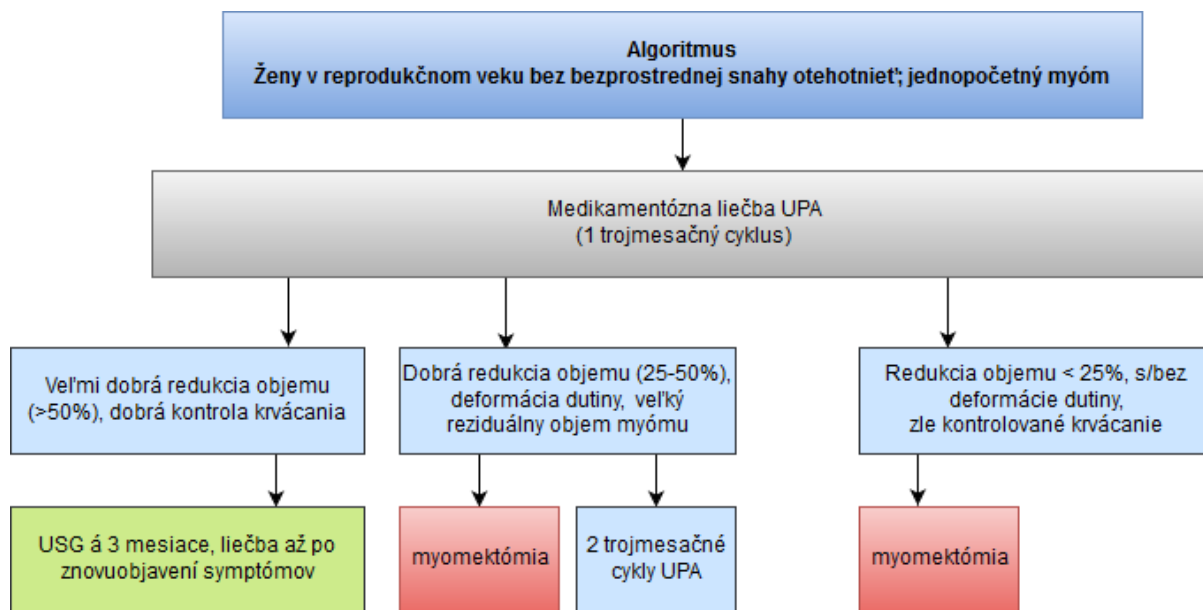 Algoritmus
Ženy v reprodukčnom veku bez bezprostrednej snahy otehotnieť; jednopočetný myóm
Medikamentózna liečba UPA
(1 trojmesačný cyklus)
Veľmi dobrá redukcia objemu
(>50%), dobrá kontrola krvácania
Dobrá redukcia objemu (25-50%),
deformácia dutiny, veľký
reziduálny objem myómu
Redukcia objemu < 25%, s/bez
deformácie dutiny,
zle kontrolované krvácanie
USG á 3 mesiace, liečba až po
znovuobjavení symptómov
myomektómia
2 trojmesačné
cykly UPA
myomektómia